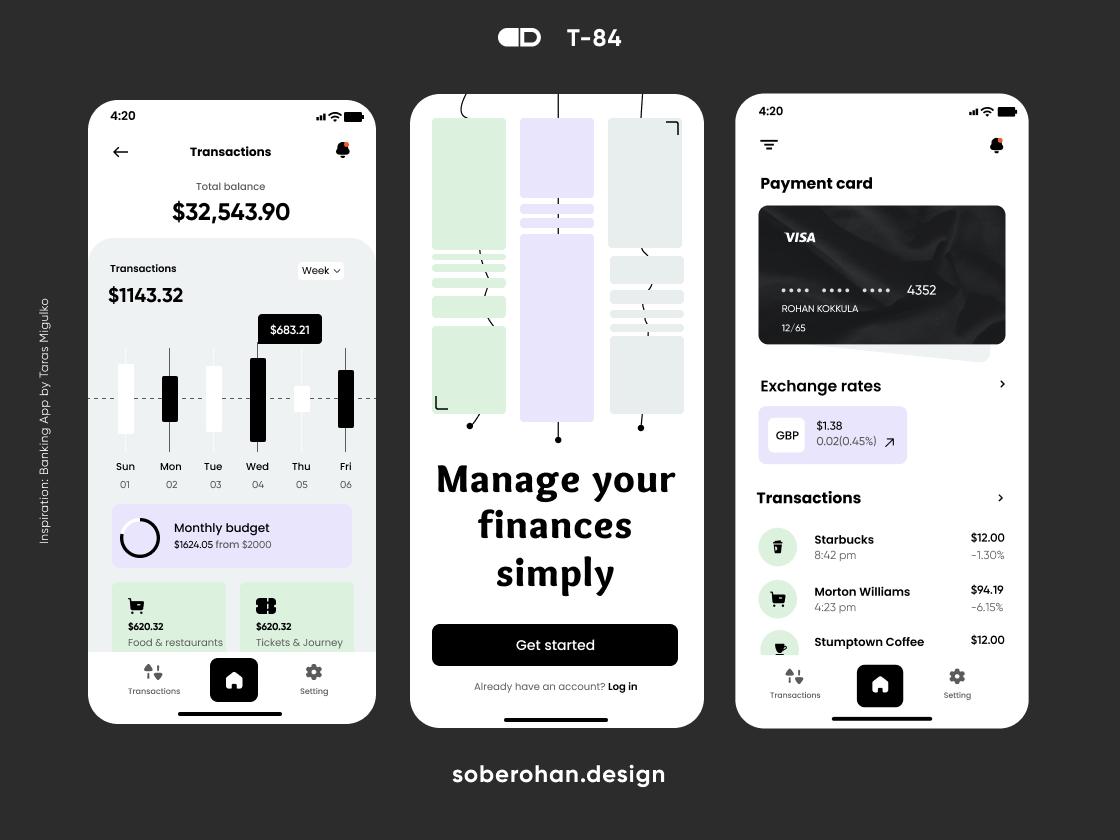 T-84
Inspiration: Banking App by Taras Migulko
4:20
Transactions
Total balance
$32,543.90
Transactions
Week
$1143.32
$683.21
Sun Mon Tue Wed Thu Fri
01 02 03 04 05 06
Monthly budget
$1624.05 from $2000
$620.32
Food & restaurants
$620.32
Tickets & Journey
Transactions
Setting
Manage your
finances
simply
Get started
Already have an account? Log in
4:20
Payment card
VISA
4352
ROHAN KOKKULA
12/65
Exchange rates
GBP
$1.38
0.02(0.45%)
Transactions
Starbucks $12.00
8:42 pm -1.30%
Morton Williams $94.19
4:23 pm -6.15%
Stumptown Coffee $12.00
Transactions
Setting
soberohan.design